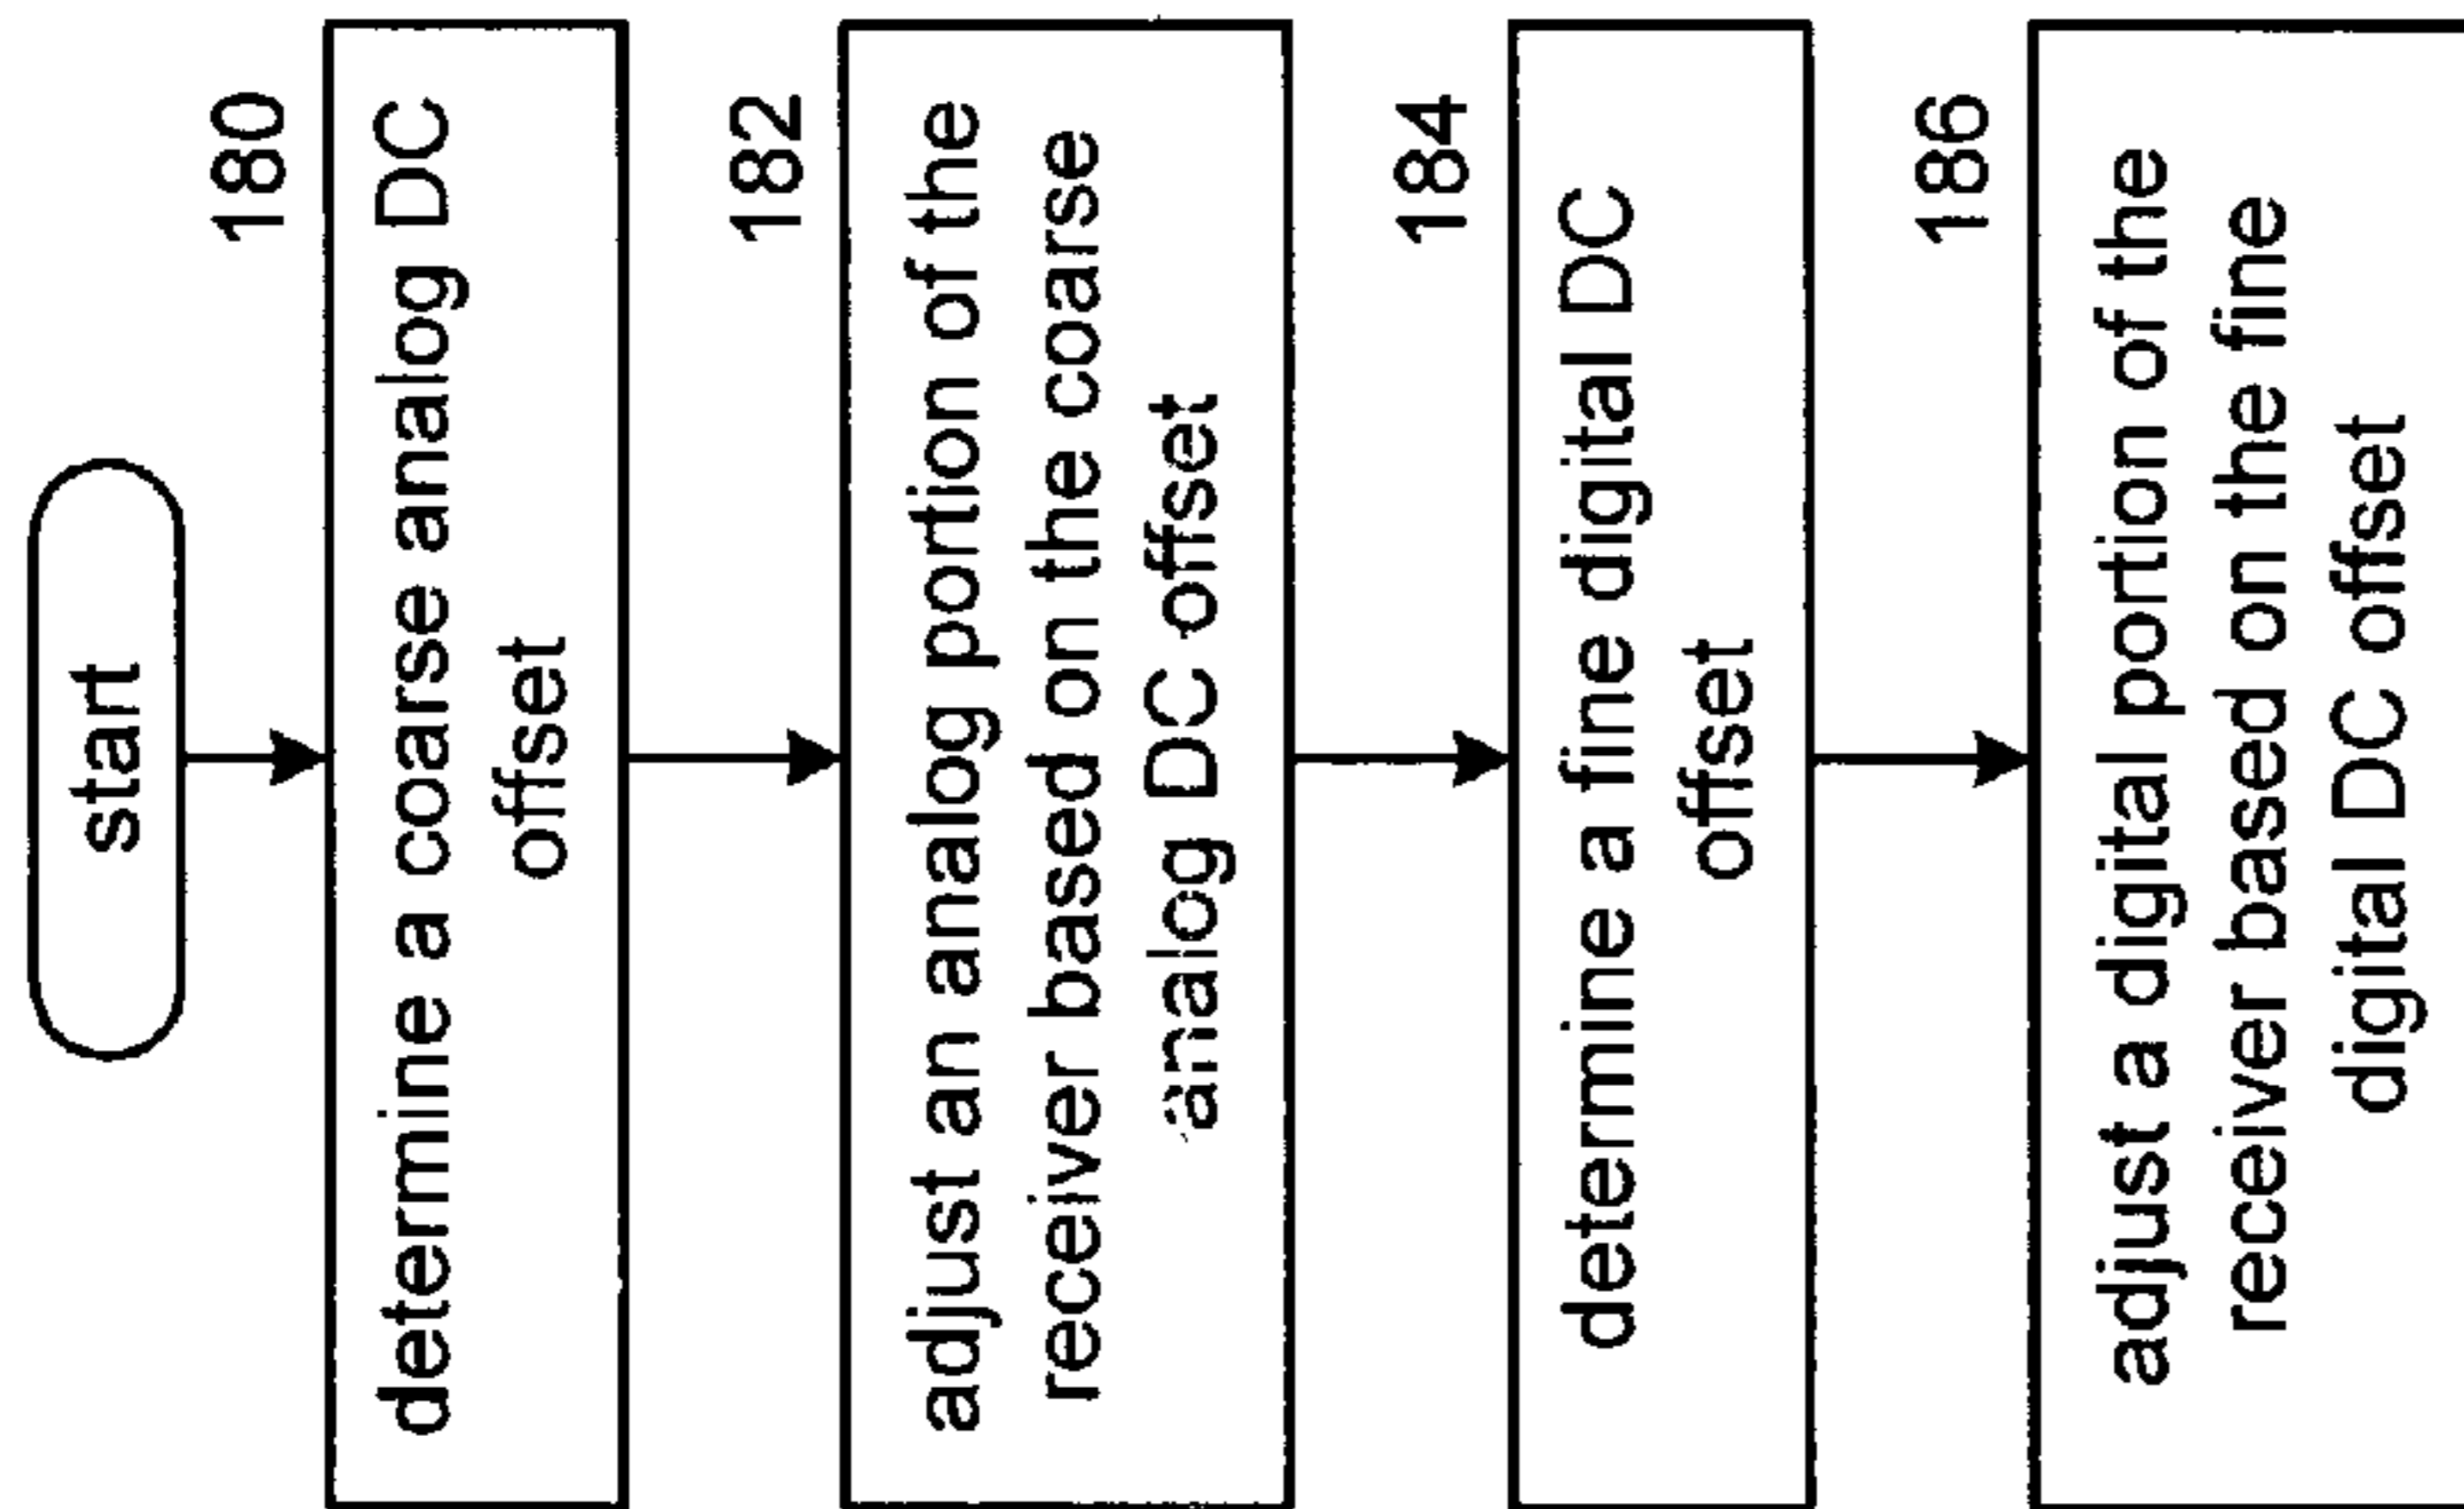 start
180
determine a coarse analog DC
offset
182
adjust an analog portion of the
receiver based on the coarse
analog DC offset
184
determine a fine digital DC
offset
186
adjust a digital portion of the
receiver based on the fine
digital DC offset